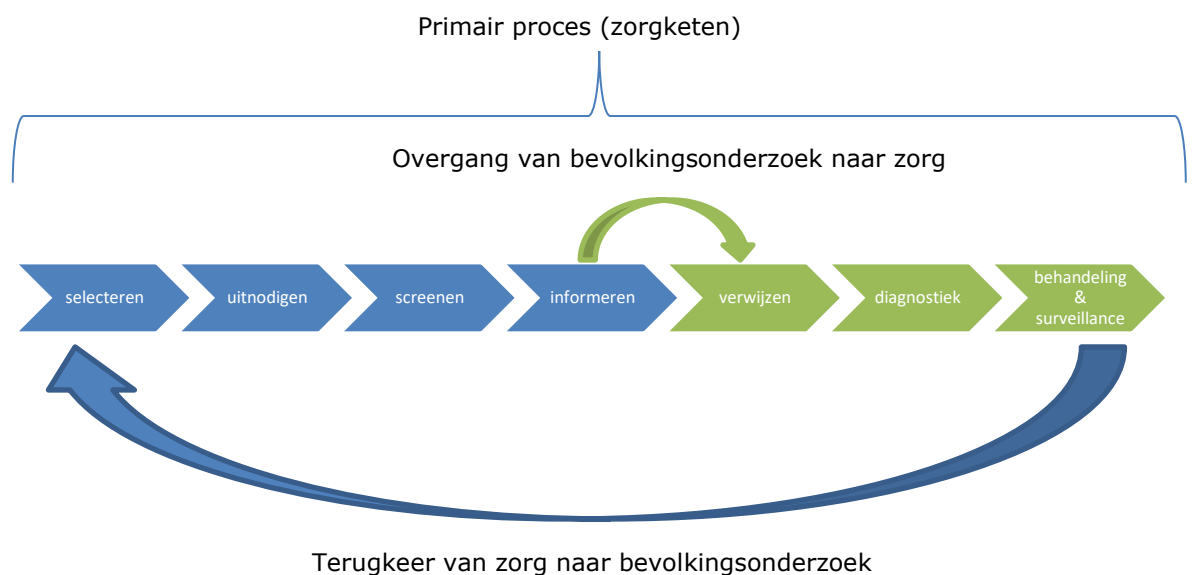 Primair proces (zorgketen)
Overgang van bevolkingsonderzoek naar zorg
selecteren
uitnodigen
screenen
informeren
verwijzen
diagnostiek
behandeling
&
surveillance
Terugkeer van zorg naar bevolkingsonderzoek